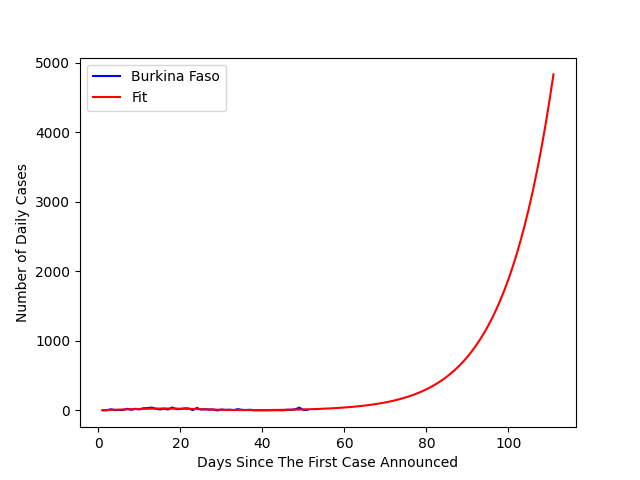 Burkina Faso
Fit
5000
4000
3000
2000
1000
0
Number of Daily Cases
0 20 40 60 80 100
Days Since The First Case Announced